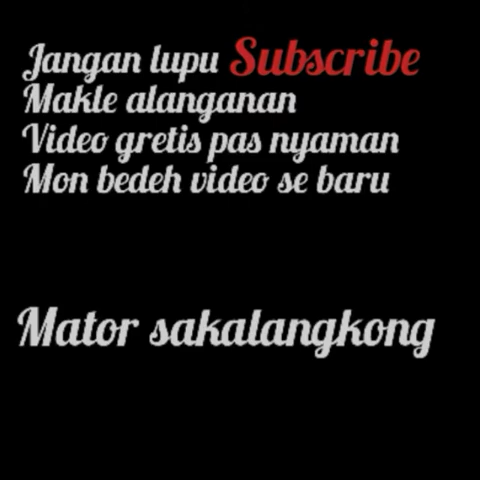 Jangan lupu Subscribe
Makle alanganan
Video gretis pas nyaman
Mon bedeh video se baru
Mator sakalangkong